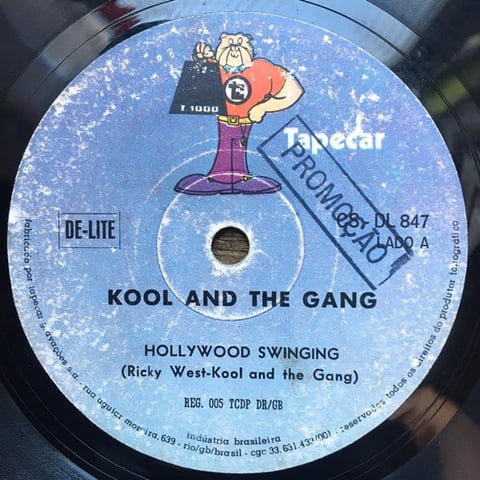 T. 1000
Tapecar
PROMOÇÃO
DE-LITE
CS - DL 847
LADO A
KOOL AND THE GANG
HOLLYWOOD SWINGING
(Ricky West-Kool and the Gang)
REG. 005 TCDP DR/GB
indústria brasileira
fabricado por tapecar gravações s.a. - rua aguiar moreira, 639 - rio/gb/brasil - cgc 33.631.433/001 - reservados todos os direitos do produtor fonográfico